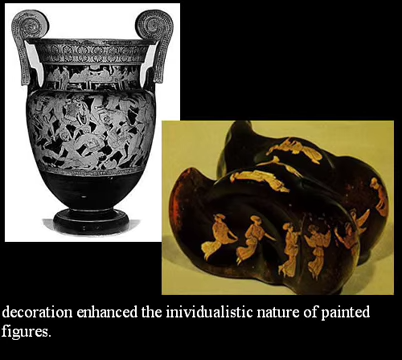 decoration enhanced the inividualistic nature of painted
figures.